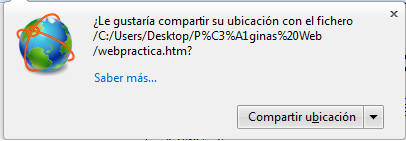 ¿Le gustaría compartir su ubicación con el fichero
/C:/Users/Desktop/P%C3%A1ginas%20Web
/webpractica.htm?
Saber más...
Compartir ubicación